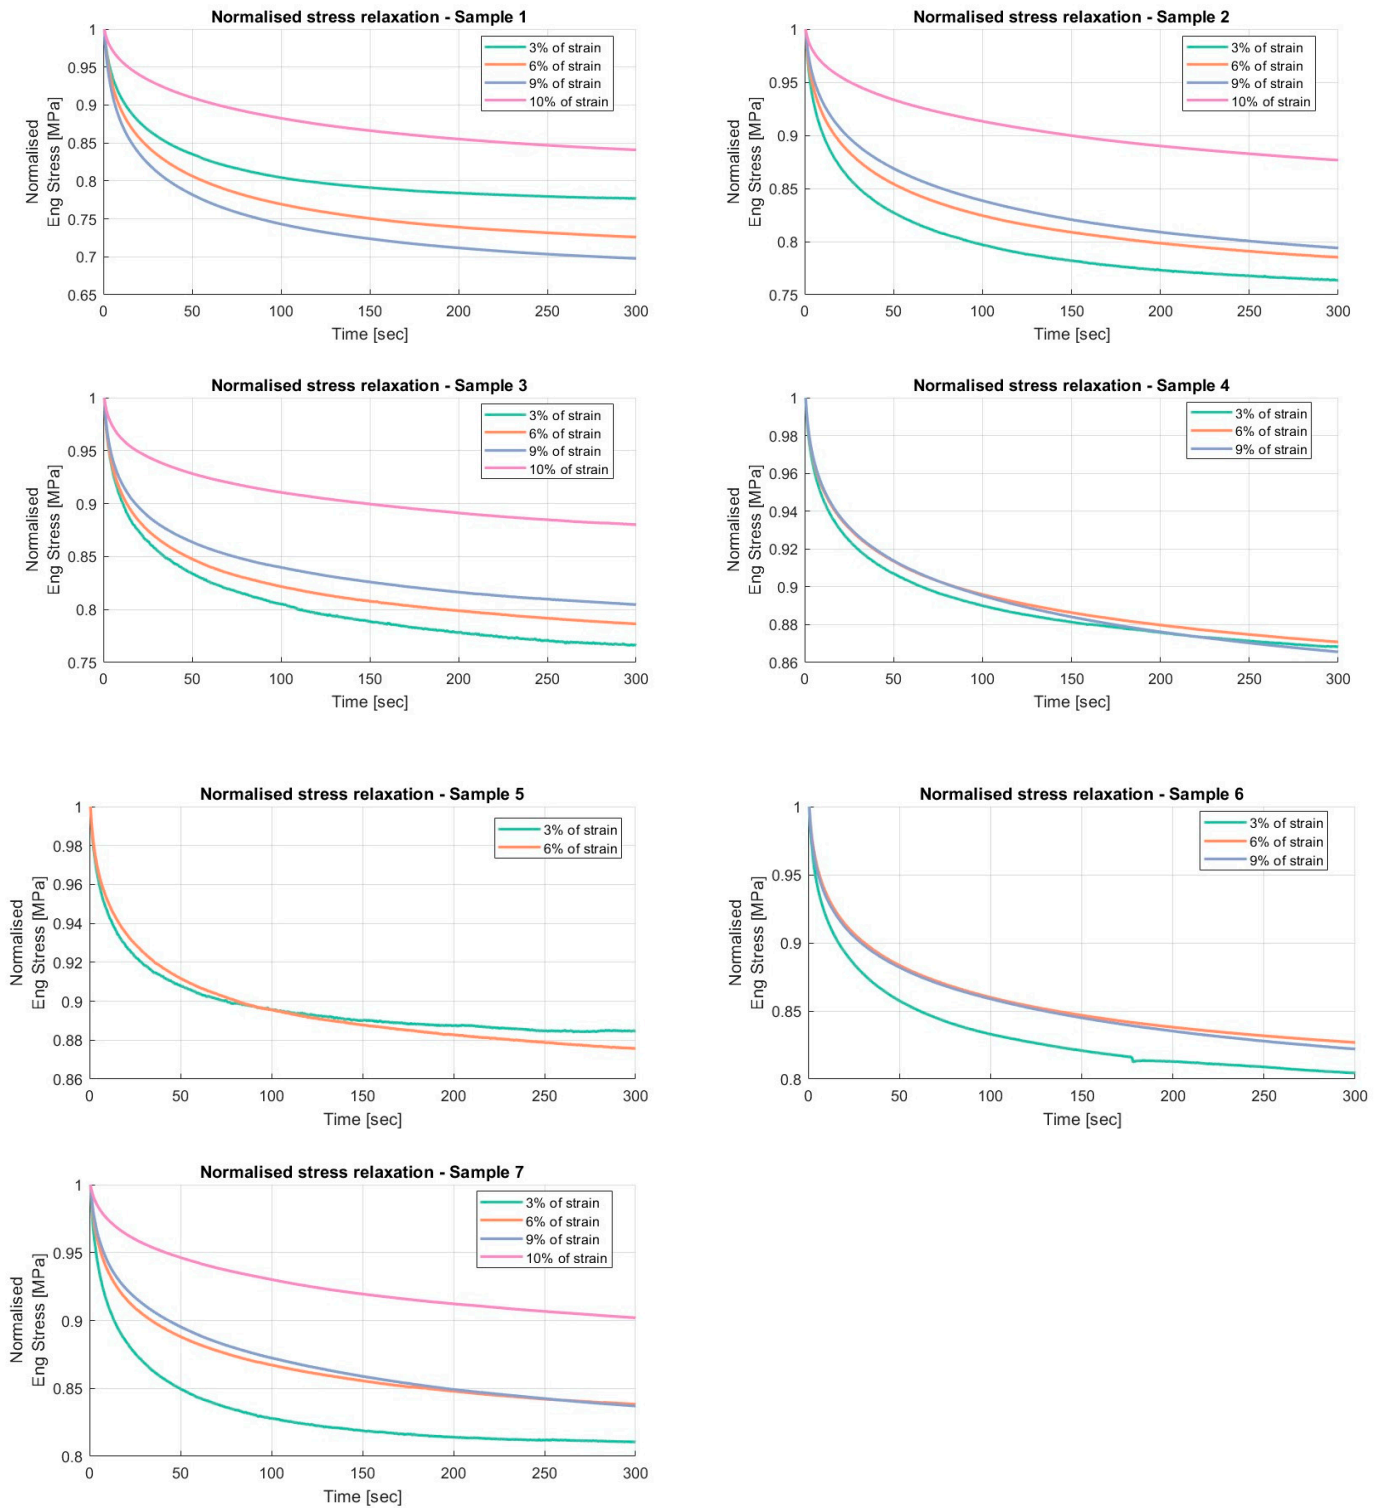 Normalised stress relaxation - Sample 1
1
0.95
0.9
0.85
0.8
0.75
0.7
0.65
Normalised
Eng Stress [MPa]
3% of strain
6% of strain
9% of strain
10% of strain
0 50 100 150 200 250 300
Time [sec]
Normalised stress relaxation - Sample 2
1
0.95
0.9
0.85
0.8
0.75
Normalised
Eng Stress [MPa]
3% of strain
6% of strain
9% of strain
10% of strain
0 50 100 150 200 250 300
Time [sec]
Normalised stress relaxation - Sample 3
1
0.95
0.9
0.85
0.8
0.75
Normalised
Eng Stress [MPa]
3% of strain
6% of strain
9% of strain
10% of strain
0 50 100 150 200 250 300
Time [sec]
Normalised stress relaxation - Sample 4
1
0.98
0.96
0.94
0.92
0.9
0.88
0.86
Normalised
Eng Stress [MPa]
3% of strain
6% of strain
9% of strain
0 50 100 150 200 250 300
Time [sec]
Normalised stress relaxation - Sample 5
1
0.98
0.96
0.94
0.92
0.9
0.88
0.86
Normalised
Eng Stress [MPa]
3% of strain
6% of strain
0 50 100 150 200 250 300
Time [sec]
Normalised stress relaxation - Sample 6
1
0.95
0.9
0.85
0.8
Normalised
Eng Stress [MPa]
3% of strain
6% of strain
9% of strain
0 50 100 150 200 250 300
Time [sec]
Normalised stress relaxation - Sample 7
1
0.95
0.9
0.85
0.8
Normalised
Eng Stress [MPa]
3% of strain
6% of strain
9% of strain
10% of strain
0 50 100 150 200 250 300
Time [sec]